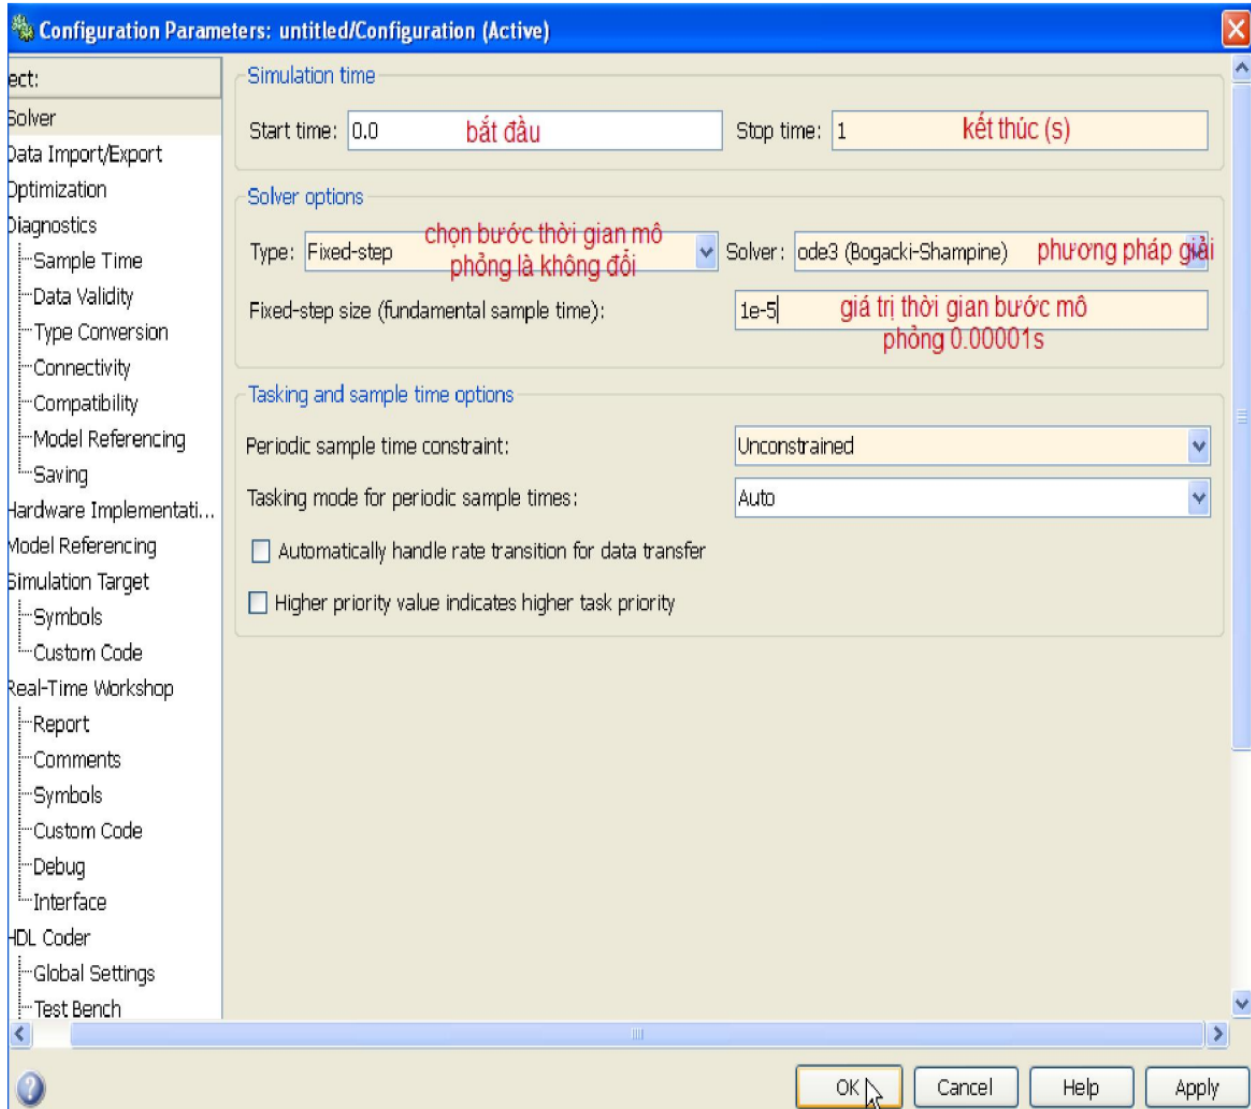 Configuration Parameters: untitled/Configuration (Active)
ect:
Solver
Data Import/Export
Optimization
Diagnostics
Sample Time
Data Validity
Type Conversion
Connectivity
Compatibility
Model Referencing
Saving
Hardware Implementati...
Model Referencing
Simulation Target
Symbols
Custom Code
Real-Time Workshop
Report
Comments
Symbols
Custom Code
Debug
Interface
HDL Coder
Global Settings
Test Bench
Simulation time
Start time: 0.0 bắt đầu Stop time: 1 kết thúc (s)
Solver options
Type: Fixed-step chọn bước thời gian mô
phỏng là không đổi
Solver: ode3 (Bogacki-Shampine) phương pháp giải
Fixed-step size (fundamental sample time): 1e-5 giá trị thời gian bước mô
phỏng 0.00001s
Tasking and sample time options
Periodic sample time constraint: Unconstrained
Tasking mode for periodic sample times: Auto
Automatically handle rate transition for data transfer
Higher priority value indicates higher task priority
OK Cancel Help Apply